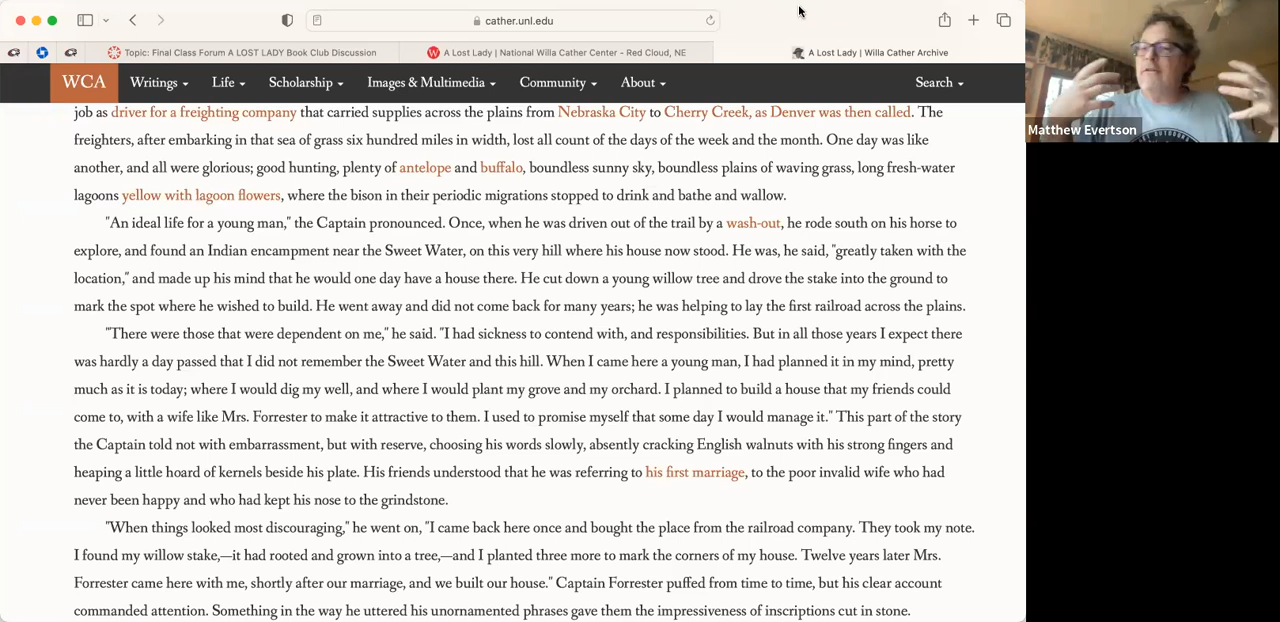 cather.unl.edu
Topic: Final Class Forum A LOST LADY Book Club Discussion
A Lost Lady | National Willa Cather Center - Red Cloud, NE
A Lost Lady | Willa Cather Archive
WCA Writings Life Scholarship Images & Multimedia Community About Search
job as driver for a freighting company that carried supplies across the plains from Nebraska City to Cherry Creek, as Denver was then called. The
freighters, after embarking in that sea of grass six hundred miles in width, lost all count of the days of the week and the month. One day was like
another, and all were glorious; good hunting, plenty of antelope and buffalo, boundless sunny sky, boundless plains of waving grass, long fresh-water
lagoons yellow with lagoon flowers, where the bison in their periodic migrations stopped to drink and bathe and wallow.
"An ideal life for a young man," the Captain pronounced. Once, when he was driven out of the trail by a wash-out, he rode south on his horse to
explore, and found an Indian encampment near the Sweet Water, on this very hill where his house now stood. He was, he said, "greatly taken with the
location," and made up his mind that he would one day have a house there. He cut down a young willow tree and drove the stake into the ground to
mark the spot where he wished to build. He went away and did not come back for many years; he was helping to lay the first railroad across the plains.
"There were those that were dependent on me," he said. "I had sickness to contend with, and responsibilities. But in all those years I expect there
was hardly a day passed that I did not remember the Sweet Water and this hill. When I came here a young man, I had planned it in my mind, pretty
much as it is today; where I would dig my well, and where I would plant my grove and my orchard. I planned to build a house that my friends could
come to, with a wife like Mrs. Forrester to make it attractive to them. I used to promise myself that some day I would manage it." This part of the story
the Captain told not with embarrassment, but with reserve, choosing his words slowly, absently cracking English walnuts with his strong fingers and
heaping a little hoard of kernels beside his plate. His friends understood that he was referring to his first marriage, to the poor invalid wife who had
never been happy and who had kept his nose to the grindstone.
"When things looked most discouraging," he went on, "I came back here once and bought the place from the railroad company. They took my note.
I found my willow stake,—it had rooted and grown into a tree,—and I planted three more to mark the corners of my house. Twelve years later Mrs.
Forrester came here with me, shortly after our marriage, and we built our house." Captain Forrester puffed from time to time, but his clear account
commanded attention. Something in the way he uttered his unornamented phrases gave them the impressiveness of inscriptions cut in stone.
Matthew Evertson